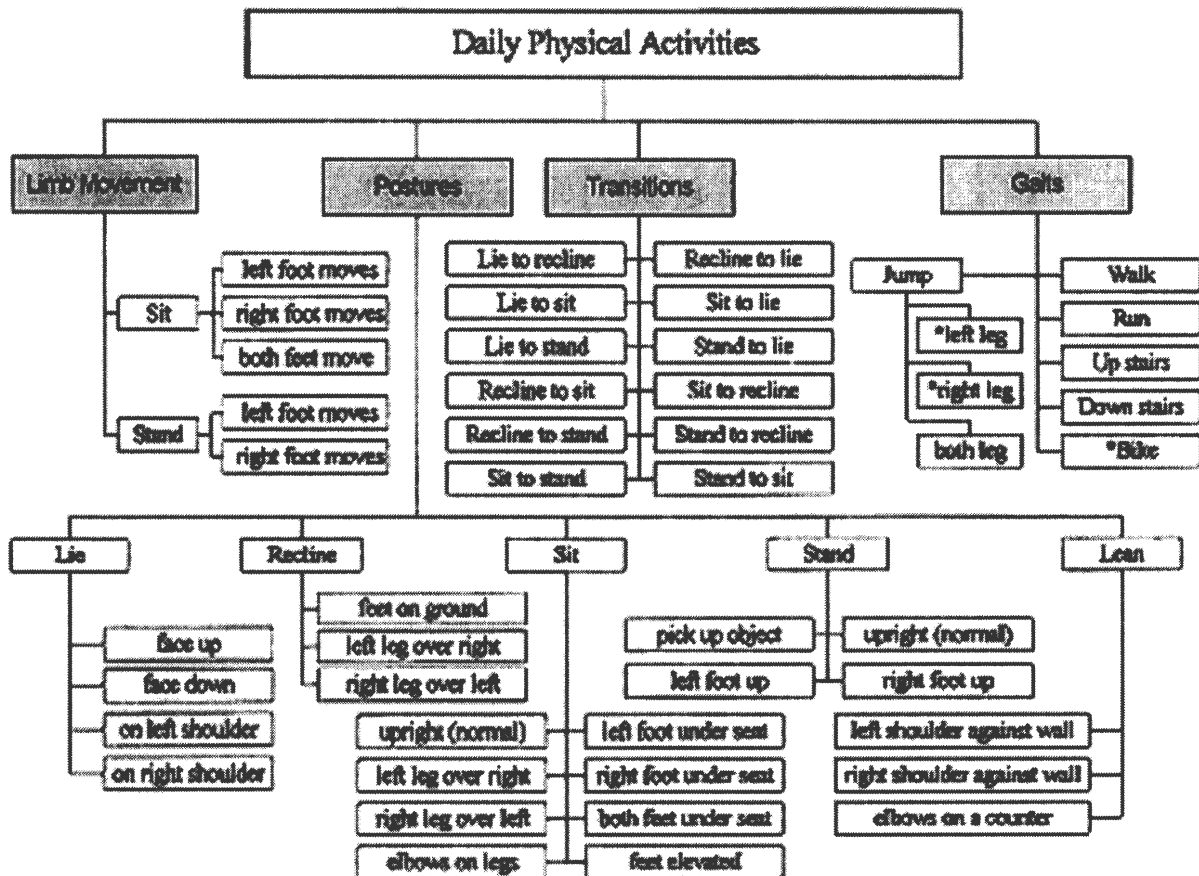 Daily Physical Activities
Limb Movement
Postures
Transitions
Gaits
Sit
left foot moves
right foot moves
both feet move
Stand
left foot moves
right foot moves
Lie to recline
Recline to lie
Lie to sit
Sit to lie
Lie to stand
Stand to lie
Recline to sit
Sit to recline
Recline to stand
Stand to recline
Sit to stand
Stand to sit
Jump
*left leg
*right leg
both leg
Walk
Run
Up stairs
Down stairs
*Bike
Lie
face up
face down
on left shoulder
on right shoulder
Recline
feet on ground
left leg over right
right leg over left
Sit
upright (normal)
left foot under seat
left leg over right
right foot under seat
right leg over left
both feet under seat
elbows on legs
feet elevated
Stand
pick up object
upright (normal)
left foot up
right foot up
Lean
left shoulder against wall
right shoulder against wall
elbows on a counter